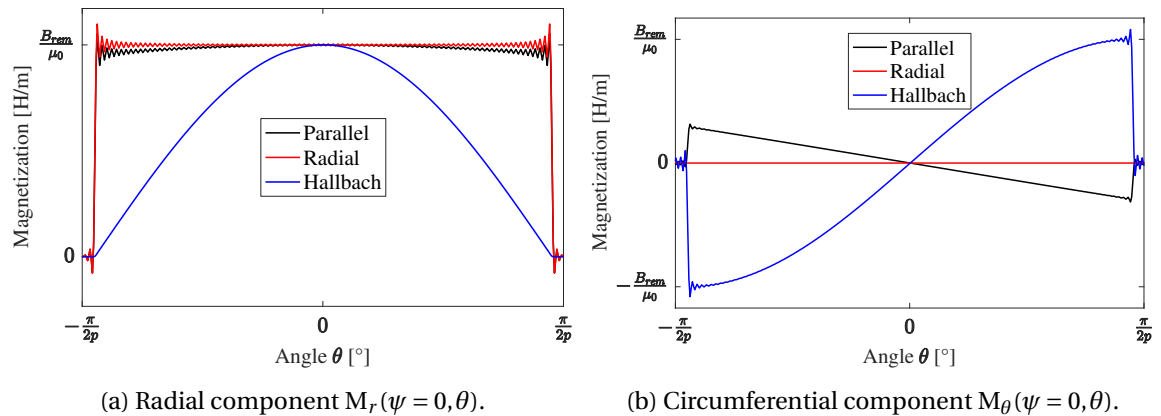 B_rem/μ₀
Magnetization [H/m]
Parallel
Radial
Hallbach
0
−π/2p
0
π/2p
Angle θ [°]
(a) Radial component M_r(ψ = 0,θ).
B_rem/μ₀
Magnetization [H/m]
Parallel
Radial
Hallbach
0
−B_rem/μ₀
−π/2p
0
π/2p
Angle θ [°]
(b) Circumferential component M_θ(ψ = 0,θ).